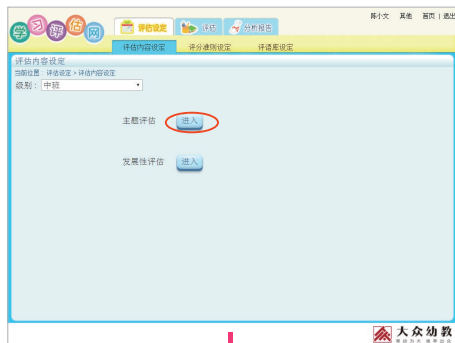 陈小文 其他 首页 | 退出
学习评估网
评估设定 评估 分析报告
评估内容设定 评分准则设定 评语库设定
评估内容设定
当前位置：评估设定 > 评估内容设定
级别： 中班
主题评估 进入
发展性评估 进入
大众幼教